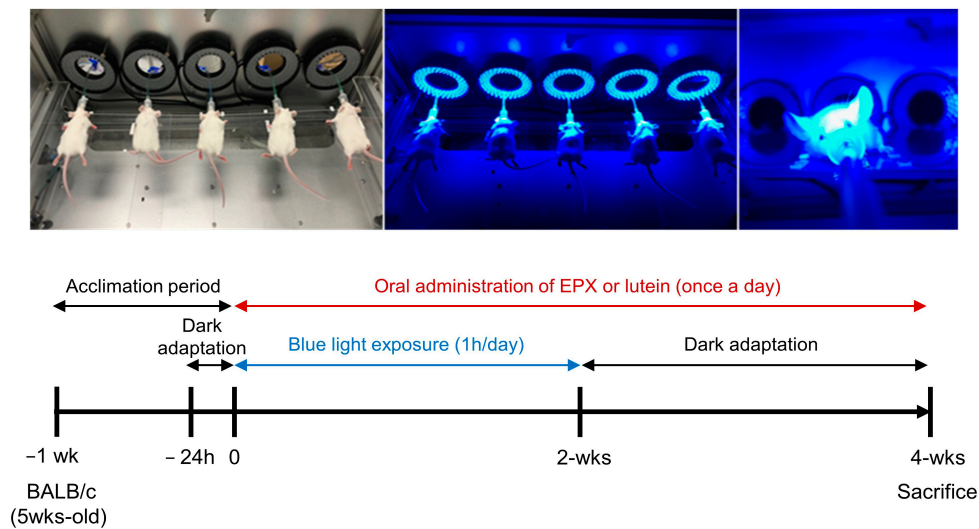 Acclimation period
Oral administration of EPX or lutein (once a day)
Dark
adaptation
Blue light exposure (1h/day)
Dark adaptation
–1 wk
– 24h
0
2-wks
4-wks
BALB/c
(5wks-old)
Sacrifice